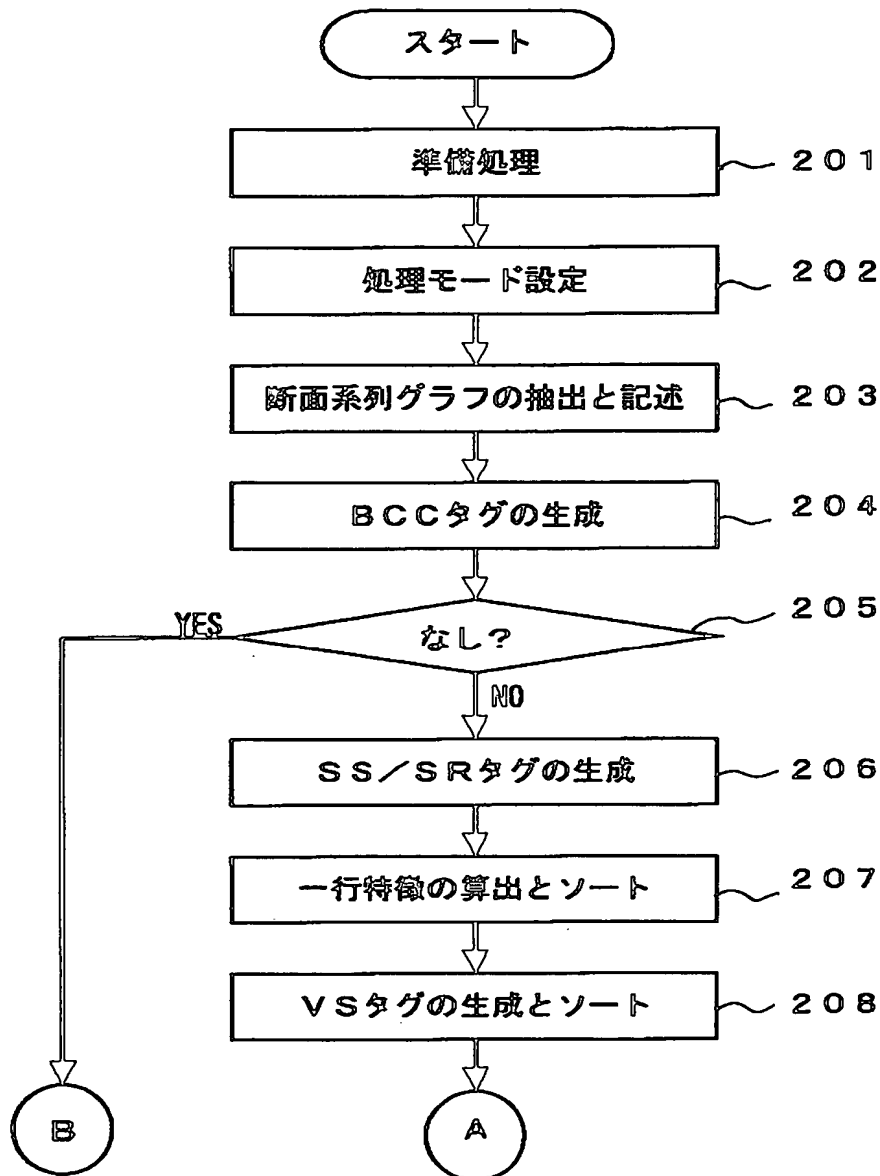 スタート
準備処理 201
処理モード設定 202
断面系列グラフの抽出と記述 203
BCCタグの生成 204
205
YES なし?
NO
SS/SRタグの生成 206
一行特徴の算出とソート 207
VSタグの生成とソート 208
B A